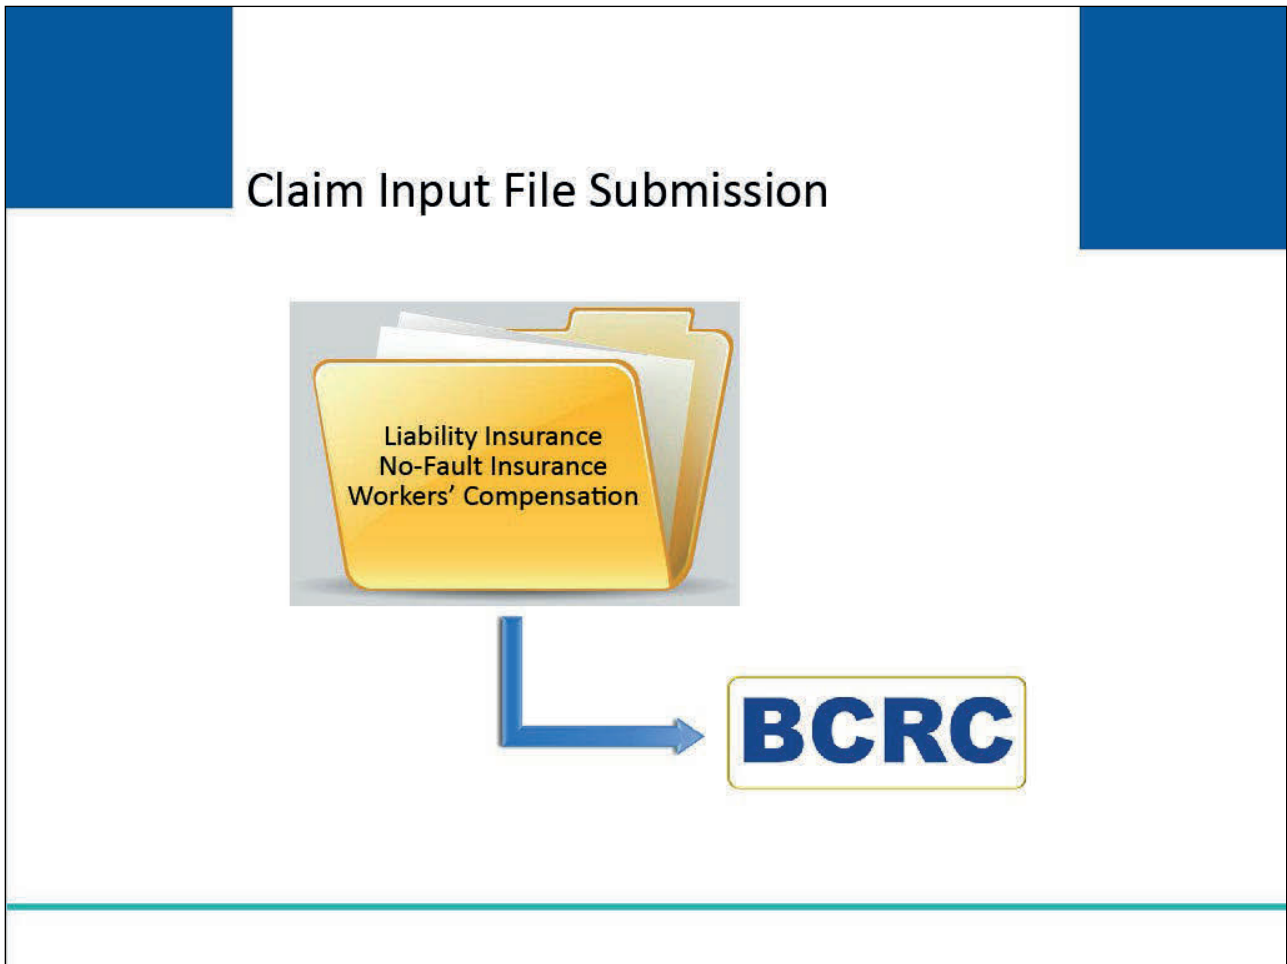 Claim Input File Submission
Liability Insurance
No-Fault Insurance
Workers’ Compensation
BCRC